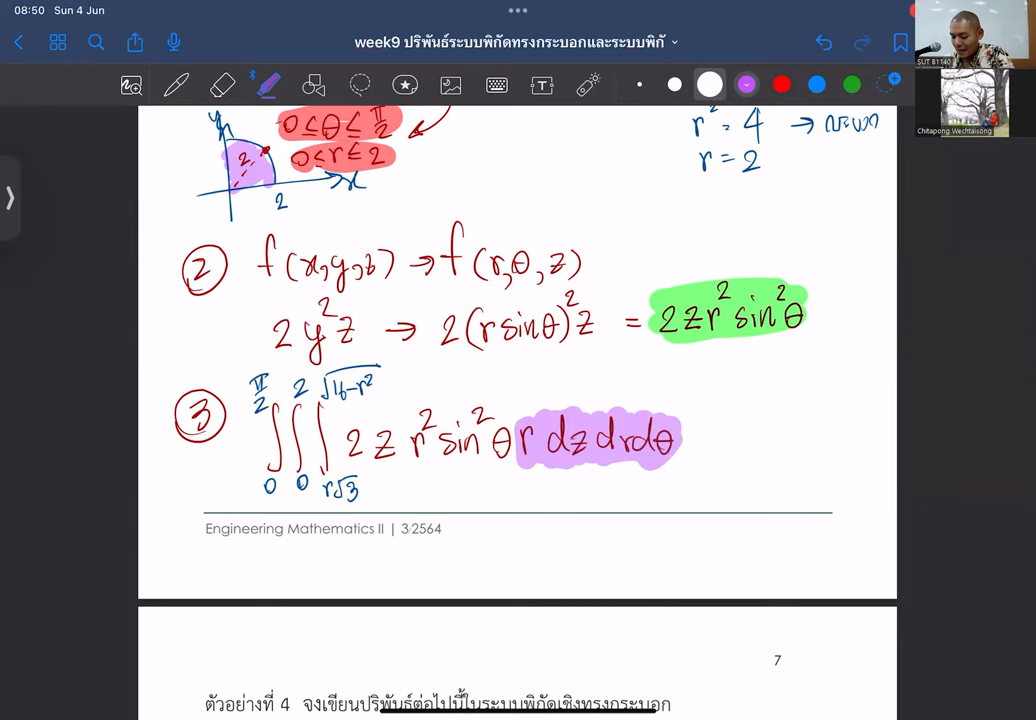 08:50 Sun 4 Jun
week9 ปริพันธ์ระบบพิกัดทรงกระบอกและระบบพิกั
SUT B1140
Chitapong Wechtaisong
y
2
2
x
0 ≤ θ ≤ π/2
0 < r ≤ 2
r² = 4 →
r = 2
② f(x,y,z) → f(r,θ,z)
2y²z → 2(r sinθ)²z = 2zr² sin²θ
③ ∫₀^(π/2) ∫₀^2 ∫_(r√3)^(√(16-r²)) 2z r² sin²θ r dz dr dθ
Engineering Mathematics II | 3/2564
7
ตัวอย่างที่ 4 จงเขียนปริพันธ์ต่อไปนี้ในระบบพิกัดเชิงทรงกระบอก